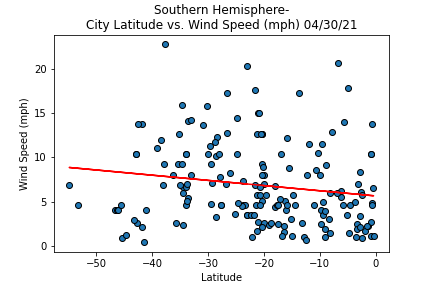 Southern Hemisphere-
City Latitude vs. Wind Speed (mph) 04/30/21
20
15
10
5
0
Wind Speed (mph)
−50 −40 −30 −20 −10 0
Latitude